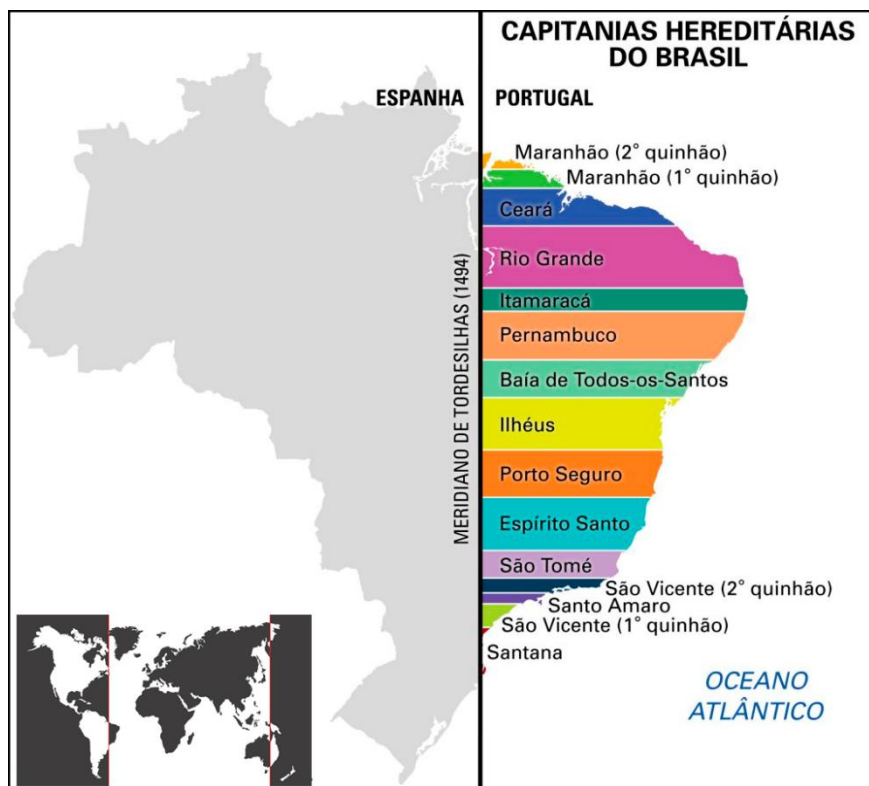 CAPITANIAS HEREDITÁRIAS
DO BRASIL
ESPANHA
PORTUGAL
MERIDIANO DE TORDESILHAS (1494)
Maranhão (2° quinhão)
Maranhão (1° quinhão)
Ceará
Rio Grande
Itamaracá
Pernambuco
Baía de Todos-os-Santos
Ilhéus
Porto Seguro
Espírito Santo
São Tomé
São Vicente (2° quinhão)
Santo Amaro
São Vicente (1° quinhão)
Santana
OCEANO
ATLÂNTICO